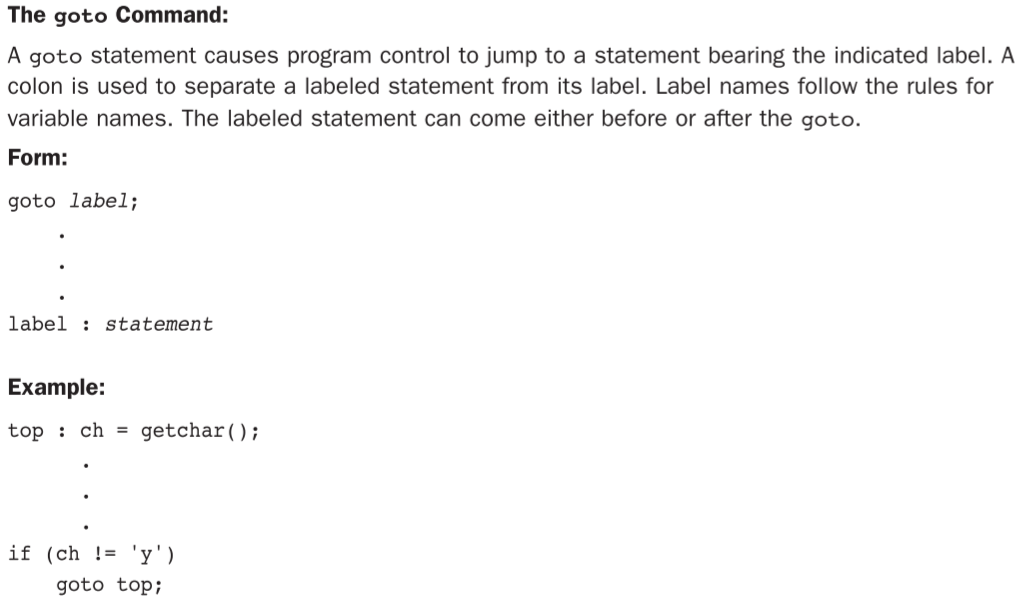 The goto Command:
A goto statement causes program control to jump to a statement bearing the indicated label. A
colon is used to separate a labeled statement from its label. Label names follow the rules for
variable names. The labeled statement can come either before or after the goto.
Form:
goto label;
.
.
.
label : statement
Example:
top : ch = getchar();
.
.
.
if (ch != 'y')
goto top;